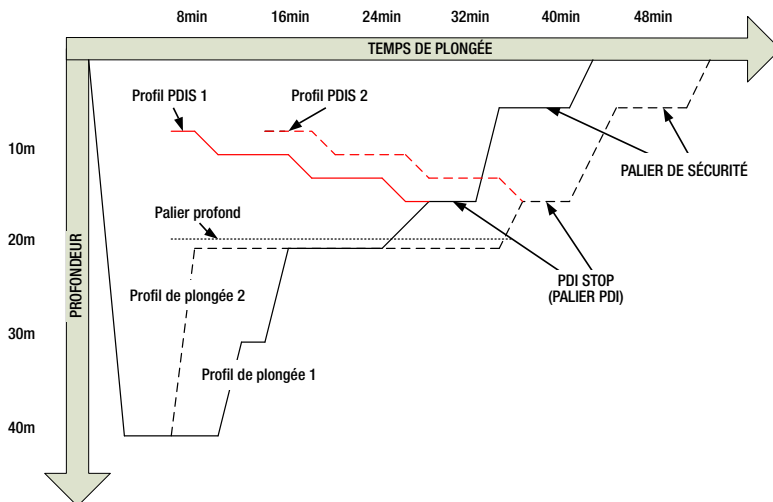 8min 16min 24min 32min 40min 48min
TEMPS DE PLONGÉE
Profil PDIS 1
Profil PDIS 2
10m
PALIER DE SÉCURITÉ
Palier profond
20m
PROFONDEUR
PDI STOP
(PALIER PDI)
Profil de
plongée 2
30m
Profil de plongée 1
40m